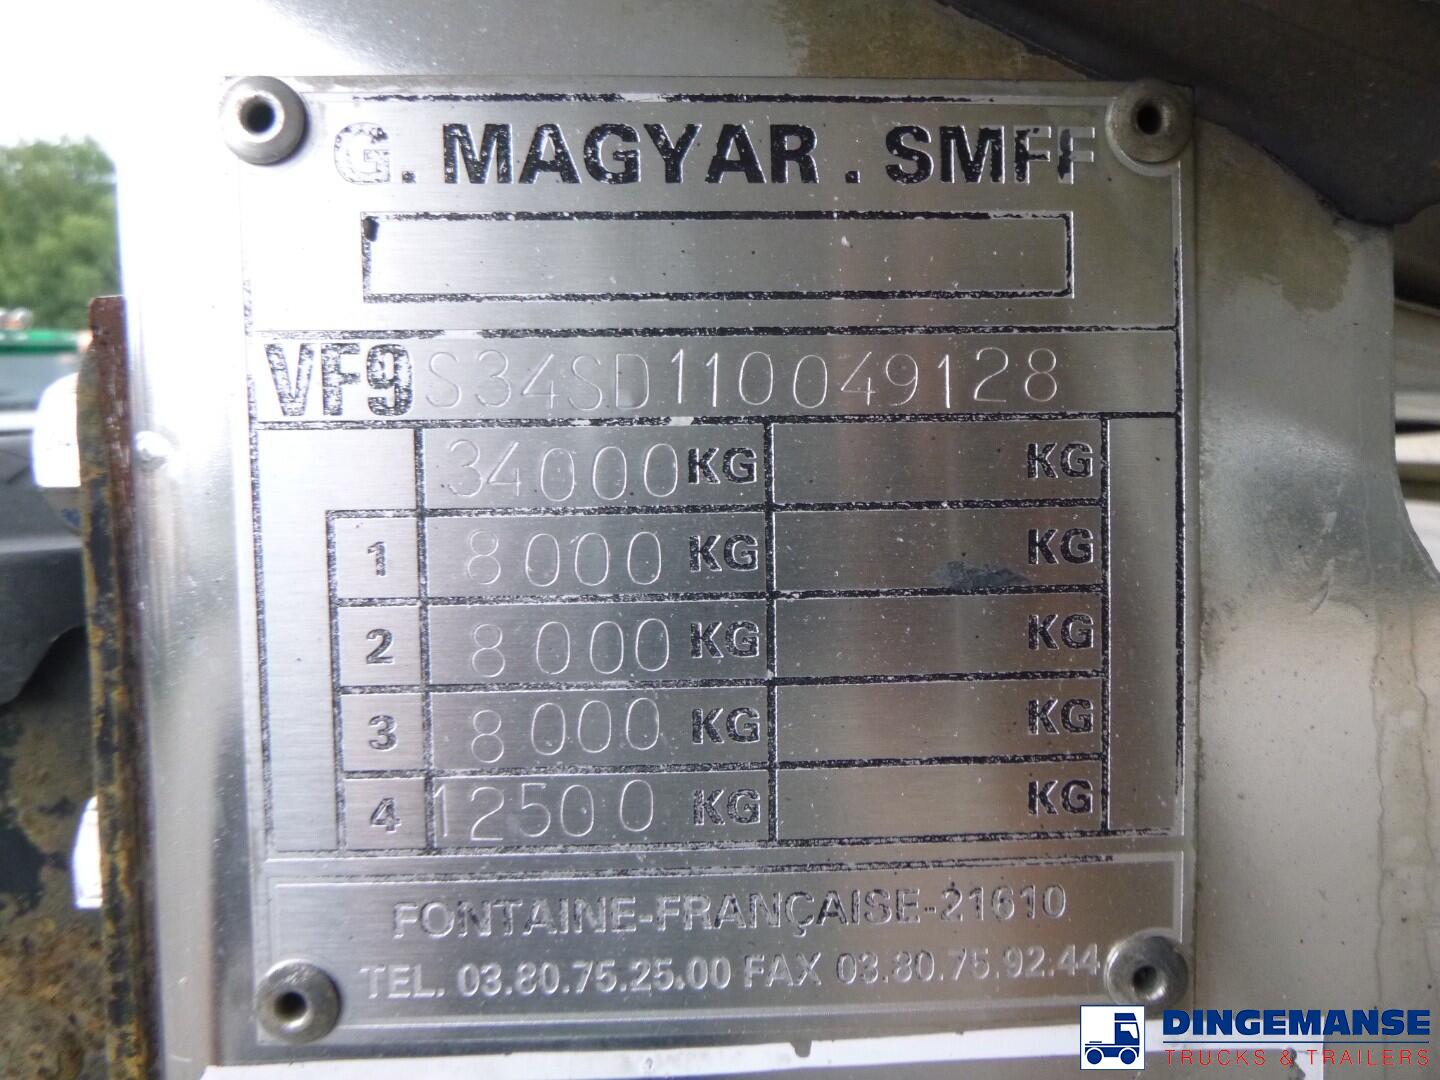 G. MAGYAR . SMFF
VF9 S34SD110049128
34000 KG KG
1 8000 KG KG
2 8000 KG KG
3 8000 KG KG
4 12500 KG KG
FONTAINE-FRANÇAISE-21610
TEL. 03.80.75.25.00 FAX 03.80.75.92.44
DINGEMANSE
TRUCKS & TRAILERS